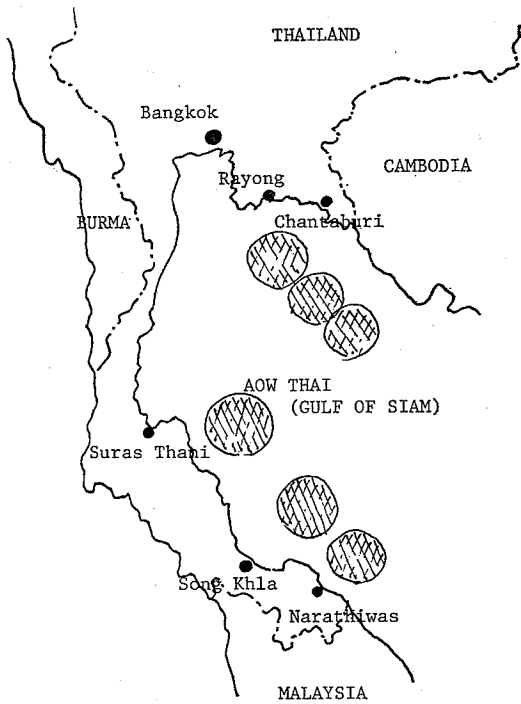 THAILAND
Bangkok
CAMBODIA
Rayong
BURMA
Chantaburi
AOW THAI
(GULF OF SIAM)
Suras Thani
Song Khla
Narathiwas
MALAYSIA